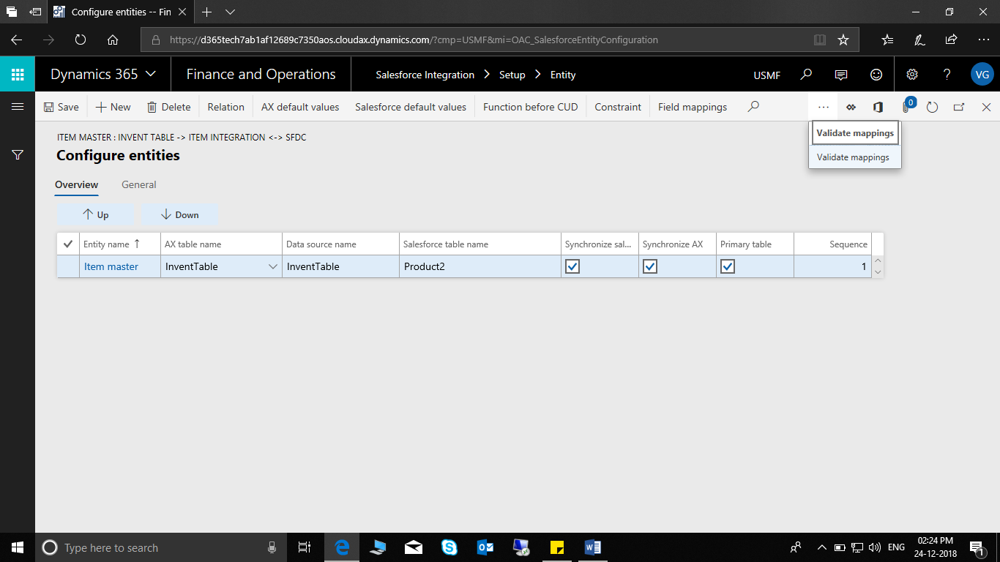 Configure entities -- Fin
https://d365tech7ab1af12689c7350aos.cloudax.dynamics.com/?cmp=USMF&mi=OAC_SalesforceEntityConfiguration
Dynamics 365 Finance and Operations Salesforce Integration > Setup > Entity USMF ? VG
Save + New Delete Relation AX default values Salesforce default values Function before CUD Constraint Field mappings ... 0
Validate mappings
Validate mappings
ITEM MASTER : INVENT TABLE -> ITEM INTEGRATION <-> SFDC
Configure entities
Overview General
↑ Up ↓ Down
Entity name ↑ AX table name Data source name Salesforce table name Synchronize sal... Synchronize AX Primary table Sequence
Item master InventTable InventTable Product2 1
Type here to search
ENG 02:24 PM
24-12-2018 1